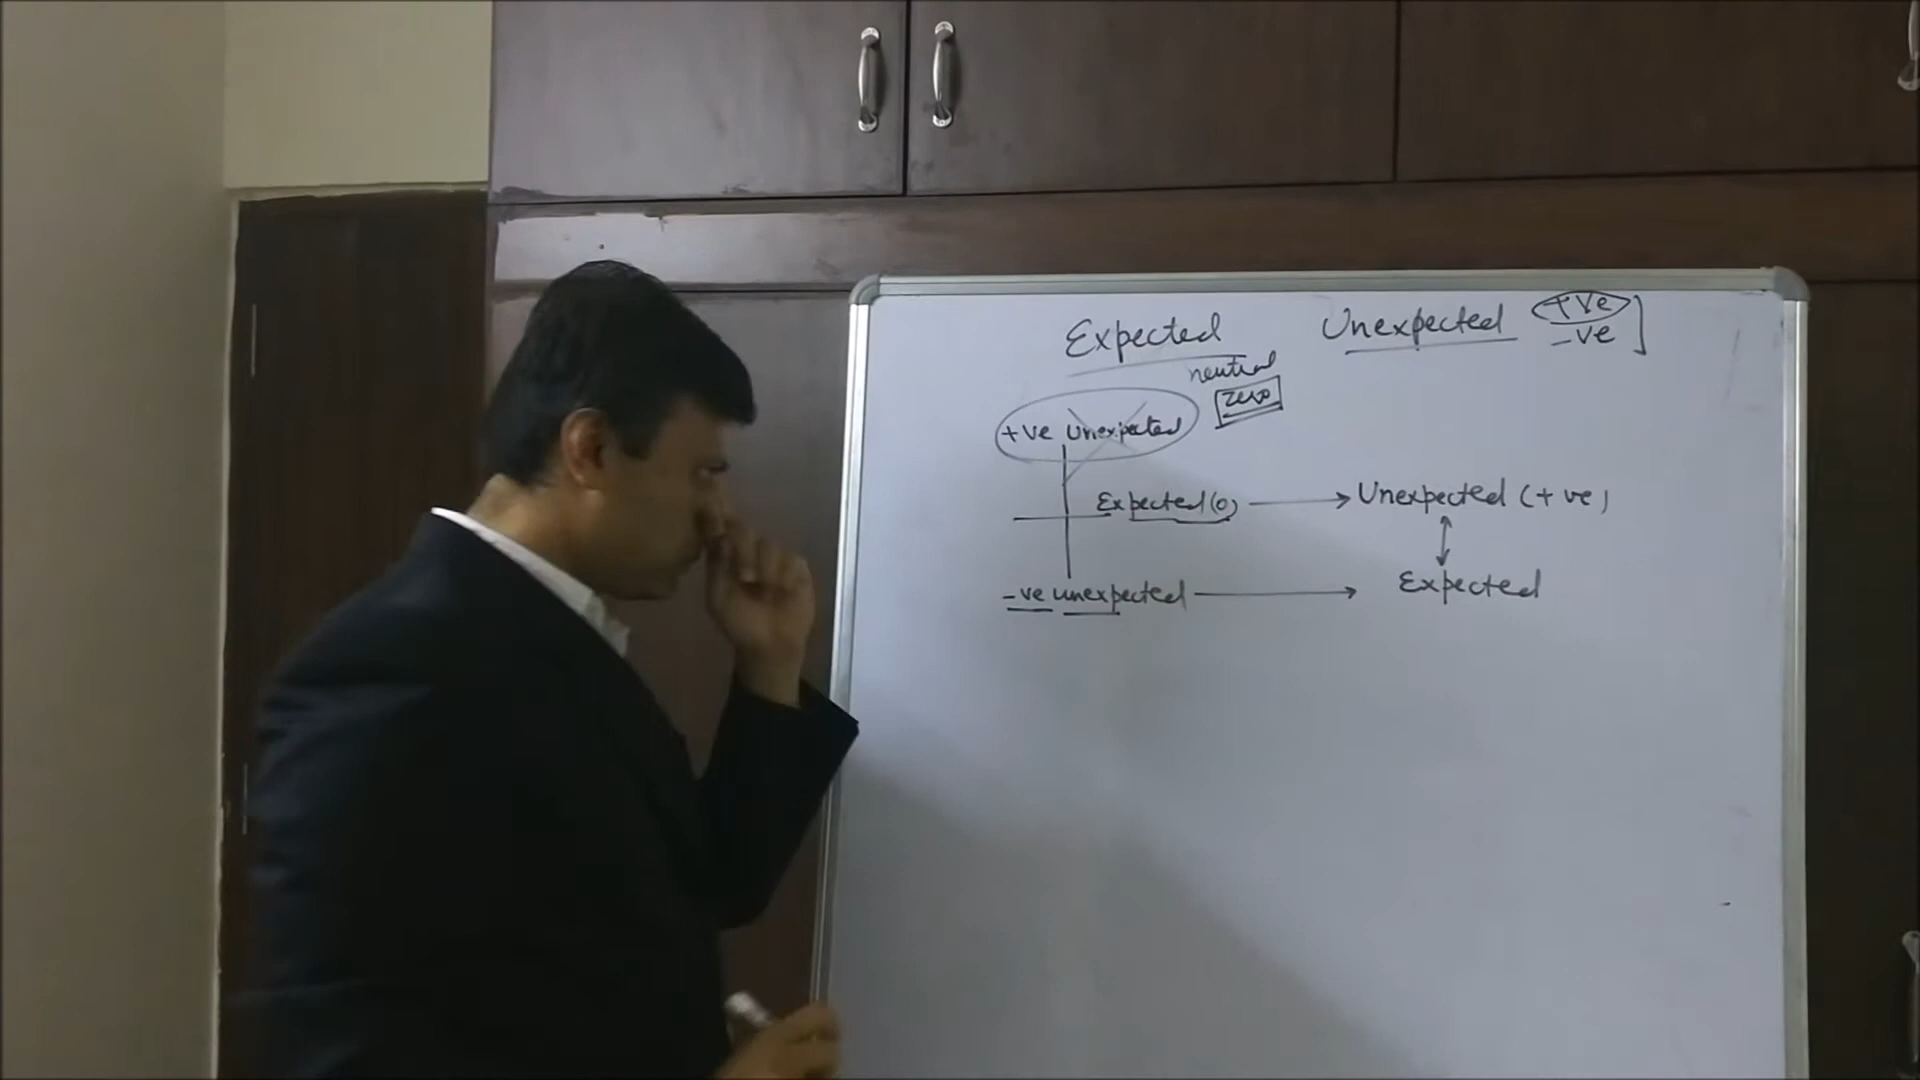 Expected Unexpected +ve
-ve
neutral
zero
+ve unexpected
Expected (0) → Unexpected (+ve)
↕
-ve unexpected → Expected